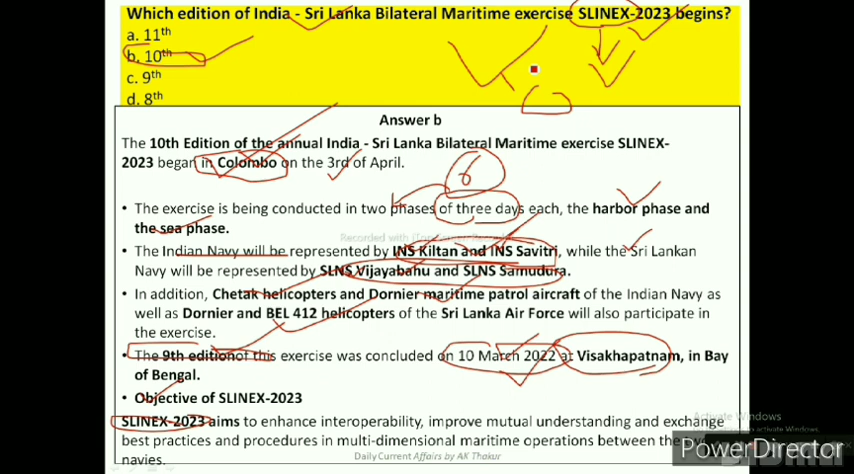 Which edition of India - Sri Lanka Bilateral Maritime exercise SLINEX-2023 begins?
a. 11th
b. 10th
c. 9th
d. 8th
Answer b
The 10th Edition of the annual India - Sri Lanka Bilateral Maritime exercise SLINEX-
2023 began in Colombo on the 3rd of April.
6
• The exercise is being conducted in two phases of three days each, the harbor phase and
the sea phase.
Recorded with
• The Indian Navy will be represented by INS Kiltan and INS Savitri, while the Sri Lankan
Navy will be represented by SLNS Vijayabahu and SLNS Samudura.
• In addition, Chetak helicopters and Dornier maritime patrol aircraft of the Indian Navy as
well as Dornier and BEL 412 helicopters of the Sri Lanka Air Force will also participate in
the exercise.
• The 9th edition of this exercise was concluded on 10 March 2022 at Visakhapatnam, in Bay
of Bengal.
• Objective of SLINEX-2023
Activate Windows
SLINEX-2023 aims to enhance interoperability, improve mutual understanding and exchange
activate Windows.
best practices and procedures in multi-dimensional maritime operations between the
PowerDirector
navies.
Daily Current Affairs by AK Thakur